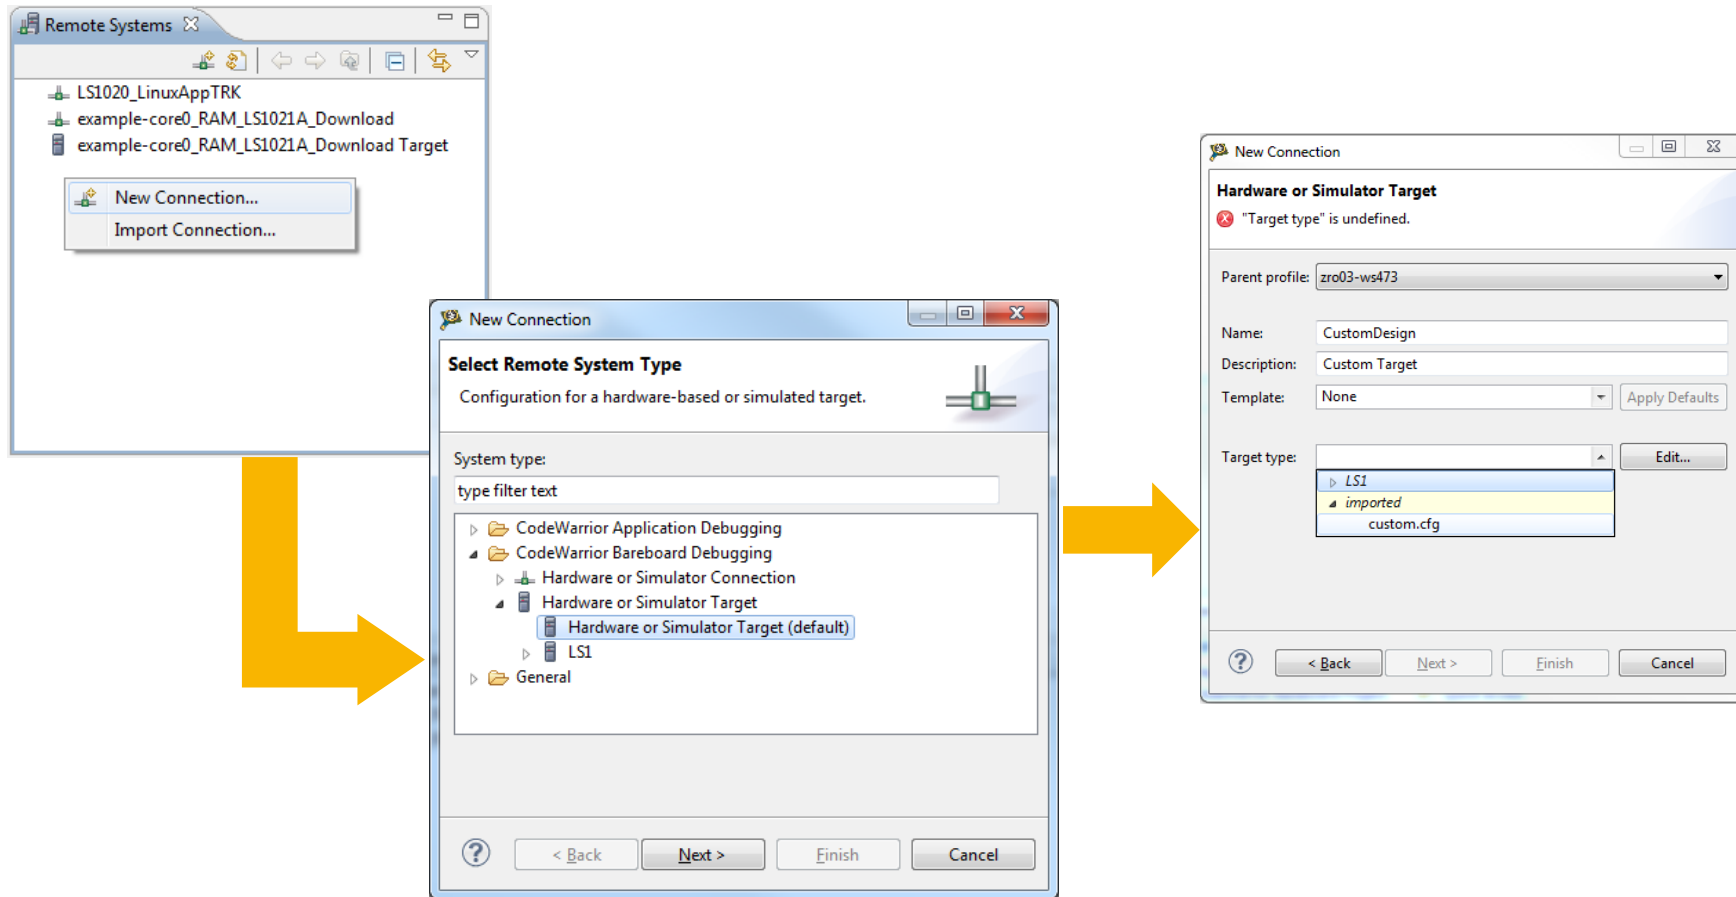 Remote Systems
LS1020_LinuxAppTRK
example-core0_RAM_LS1021A_Download
example-core0_RAM_LS1021A_Download Target
New Connection...
Import Connection...
New Connection
Select Remote System Type
Configuration for a hardware-based or simulated target.
System type:
type filter text
CodeWarrior Application Debugging
CodeWarrior Bareboard Debugging
Hardware or Simulator Connection
Hardware or Simulator Target
Hardware or Simulator Target (default)
LS1
General
< Back
Next >
Finish
Cancel
New Connection
Hardware or Simulator Target
"Target type" is undefined.
Parent profile: zro03-ws473
Name: CustomDesign
Description: Custom Target
Template: None Apply Defaults
Target type: Edit...
LS1
imported
custom.cfg
< Back
Next >
Finish
Cancel